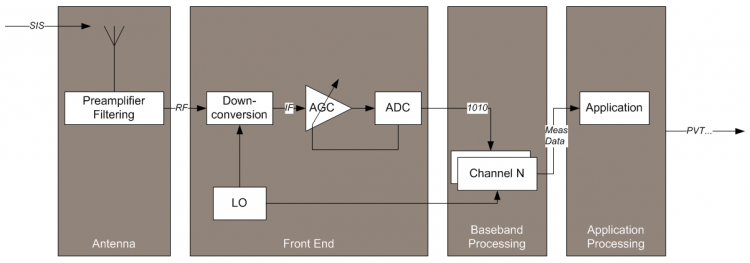 SIS
Preamplifier
Filtering
RF
Down-
conversion
IF
AGC
ADC
1010
Channel N
Meas
Data
Application
PVT...
LO
Antenna
Front End
Baseband
Processing
Application
Processing